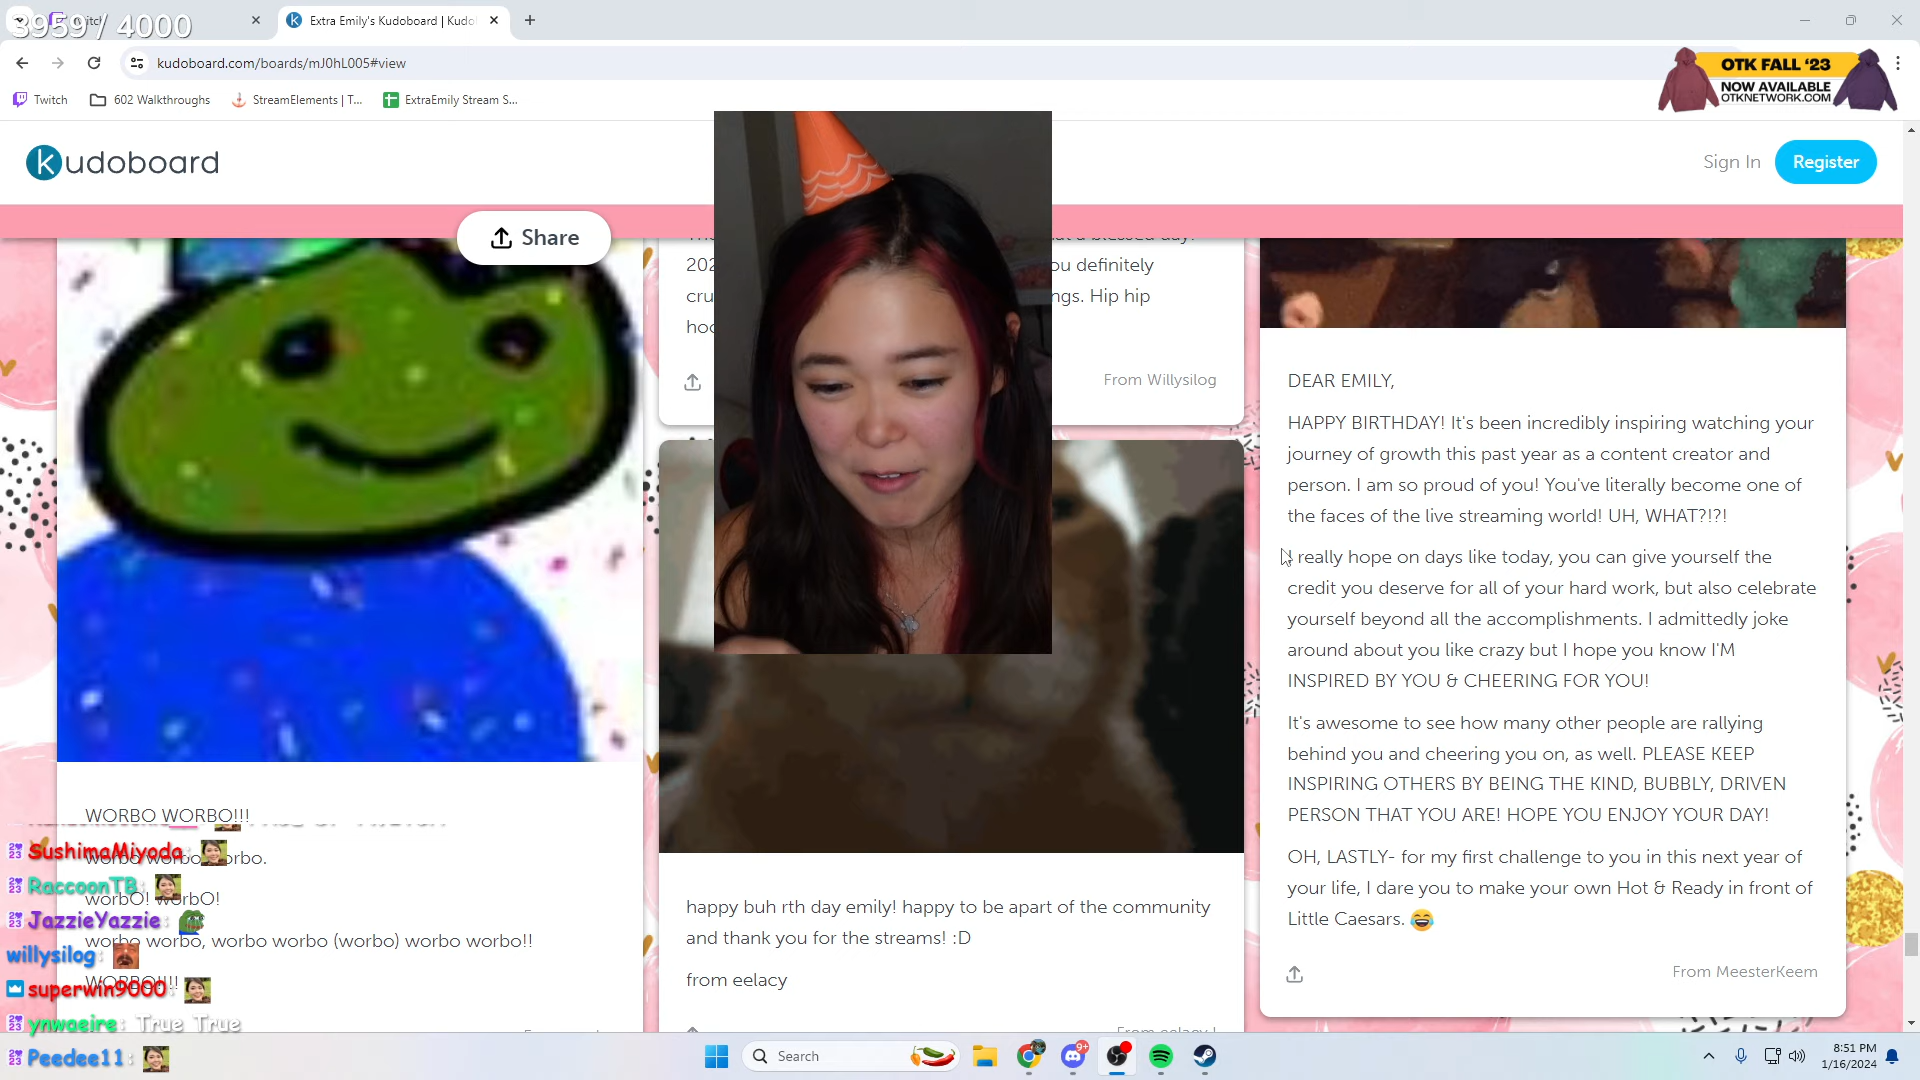 3959 / 4000
Extra Emily's Kudoboard | Kudo
kudoboard.com/boards/mJ0hL005#view
OTK FALL '23
NOW AVAILABLE
OTKNETWORK.COM
Twitch
602 Walkthroughs
StreamElements | T...
ExtraEmily Stream S...
kudoboard
Sign In
Register
Share
202
ou definitely
cru
ngs. Hip hip
hoo
From Willysilog
DEAR EMILY,
HAPPY BIRTHDAY! It's been incredibly inspiring watching your
journey of growth this past year as a content creator and
person. I am so proud of you! You've literally become one of
the faces of the live streaming world! UH, WHAT?!?!
I really hope on days like today, you can give yourself the
credit you deserve for all of your hard work, but also celebrate
yourself beyond all the accomplishments. I admittedly joke
around about you like crazy but I hope you know I'M
INSPIRED BY YOU & CHEERING FOR YOU!
It's awesome to see how many other people are rallying
behind you and cheering you on, as well. PLEASE KEEP
INSPIRING OTHERS BY BEING THE KIND, BUBBLY, DRIVEN
PERSON THAT YOU ARE! HOPE YOU ENJOY YOUR DAY!
OH, LASTLY- for my first challenge to you in this next year of
your life, I dare you to make your own Hot & Ready in front of
Little Caesars. 😂
From MeesterKeem
happy buh rth day emily! happy to be apart of the community
and thank you for the streams! :D
from eelacy
WORBO WORBO!!!
worbo worbo worbo.
worbO! worbO!
worbo worbo, worbo worbo (worbo) worbo worbo!!
WORBO!!!!
SushimaMiyoda:
RaccoonTB:
JazzieYazzie:
willysilog:
superwin9000:
ynwaeire: True True
Peedee11:
Search
9+
8:51 PM
1/16/2024